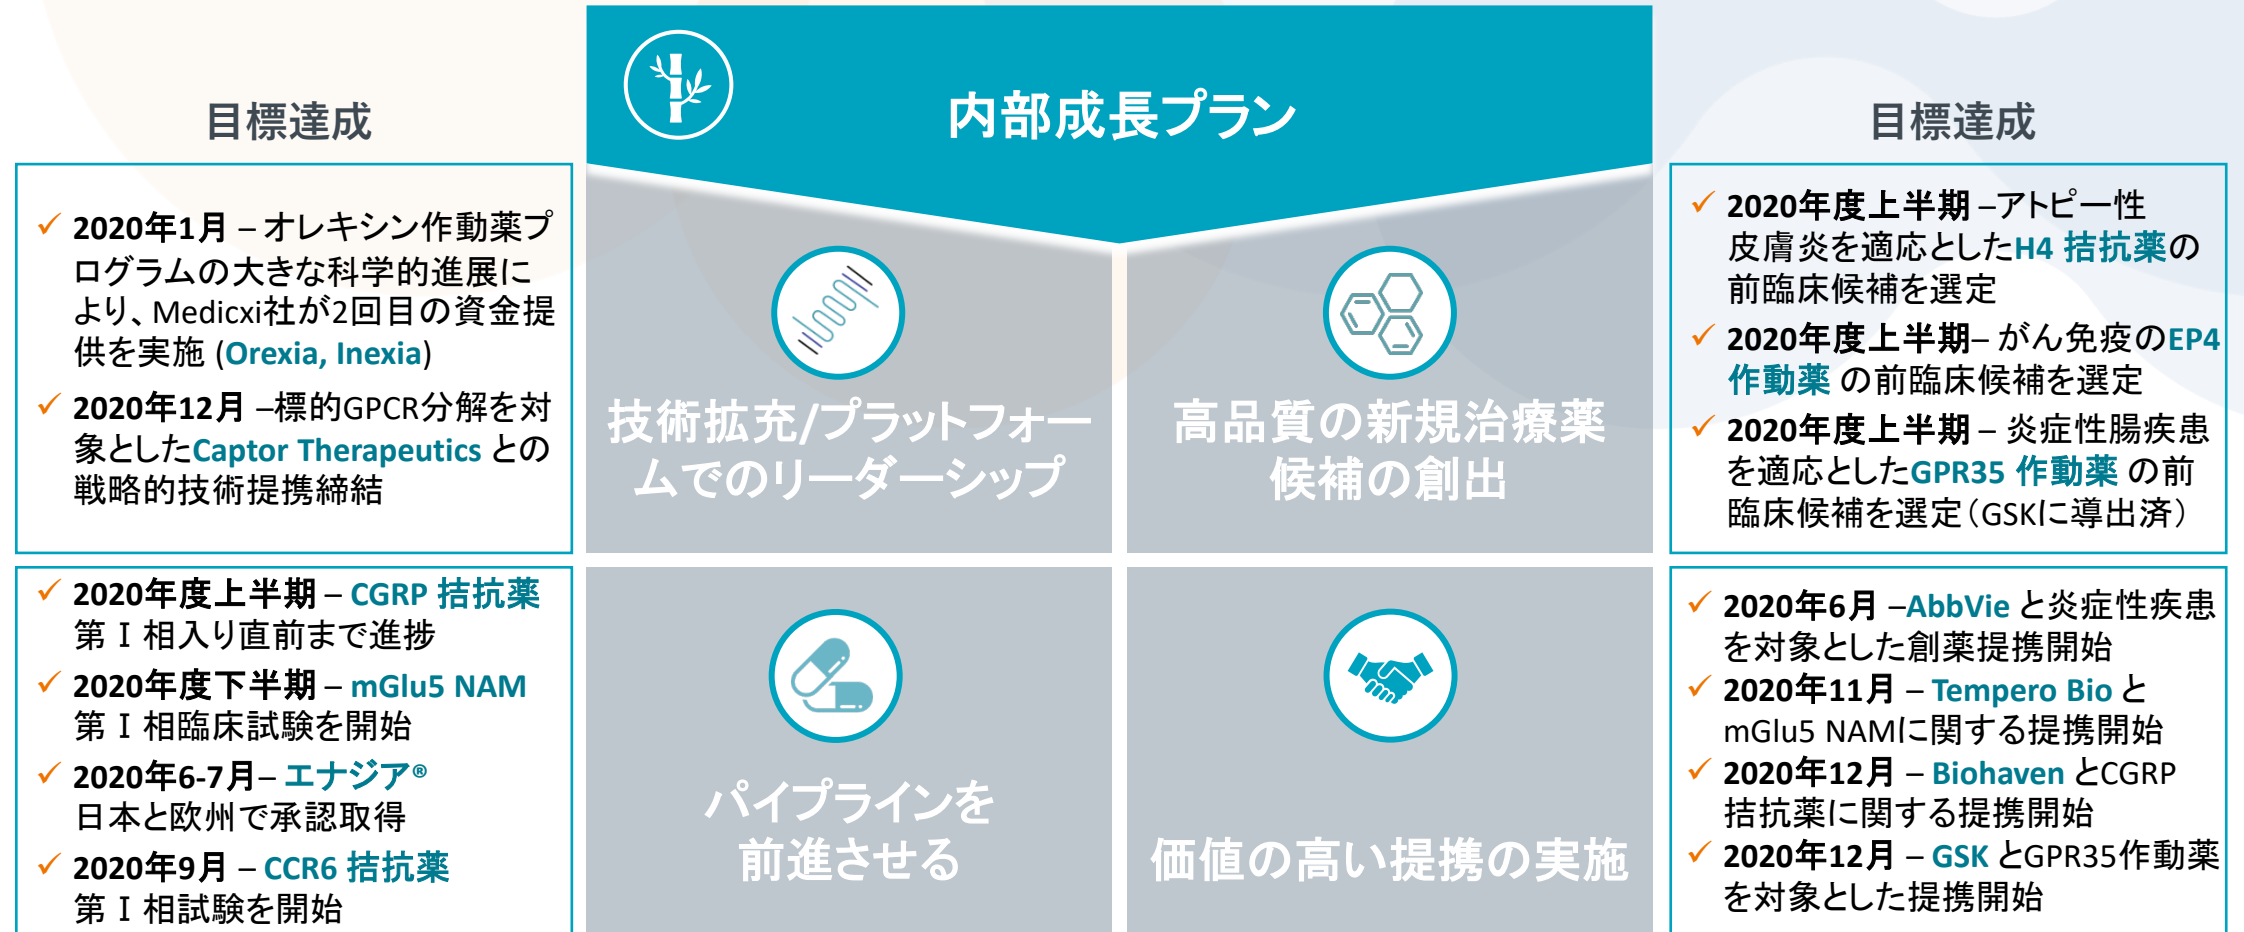 内部成長プラン
目標達成
✓ 2020年1月 – オレキシン作動薬プ
ログラムの大きな科学的進展に
より、Medicxi社が2回目の資金提
供を実施 (Orexia, Inexia)
✓ 2020年12月 –標的GPCR分解を対
象としたCaptor Therapeutics との
戦略的技術提携締結
技術拡充/プラットフォー
ムでのリーダーシップ
高品質の新規治療薬
候補の創出
目標達成
✓ 2020年度上半期 –アトピー性
皮膚炎を適応としたH4 拮抗薬の
前臨床候補を選定
✓ 2020年度上半期– がん免疫のEP4
作動薬 の前臨床候補を選定
✓ 2020年度上半期 – 炎症性腸疾患
を適応としたGPR35 作動薬 の前
臨床候補を選定（GSKに導出済）
✓ 2020年度上半期 – CGRP 拮抗薬
第Ⅰ相入り直前まで進捗
✓ 2020年度下半期 – mGlu5 NAM
第Ⅰ相臨床試験を開始
✓ 2020年6-7月– エナジア®
日本と欧州で承認取得
✓ 2020年9月 – CCR6 拮抗薬
第Ⅰ相試験を開始
パイプラインを
前進させる
価値の高い提携の実施
✓ 2020年6月 –AbbVie と炎症性疾患
を対象とした創薬提携開始
✓ 2020年11月 – Tempero Bio と
mGlu5 NAMに関する提携開始
✓ 2020年12月 – Biohaven とCGRP
拮抗薬に関する提携開始
✓ 2020年12月 – GSK とGPR35作動薬
を対象とした提携開始